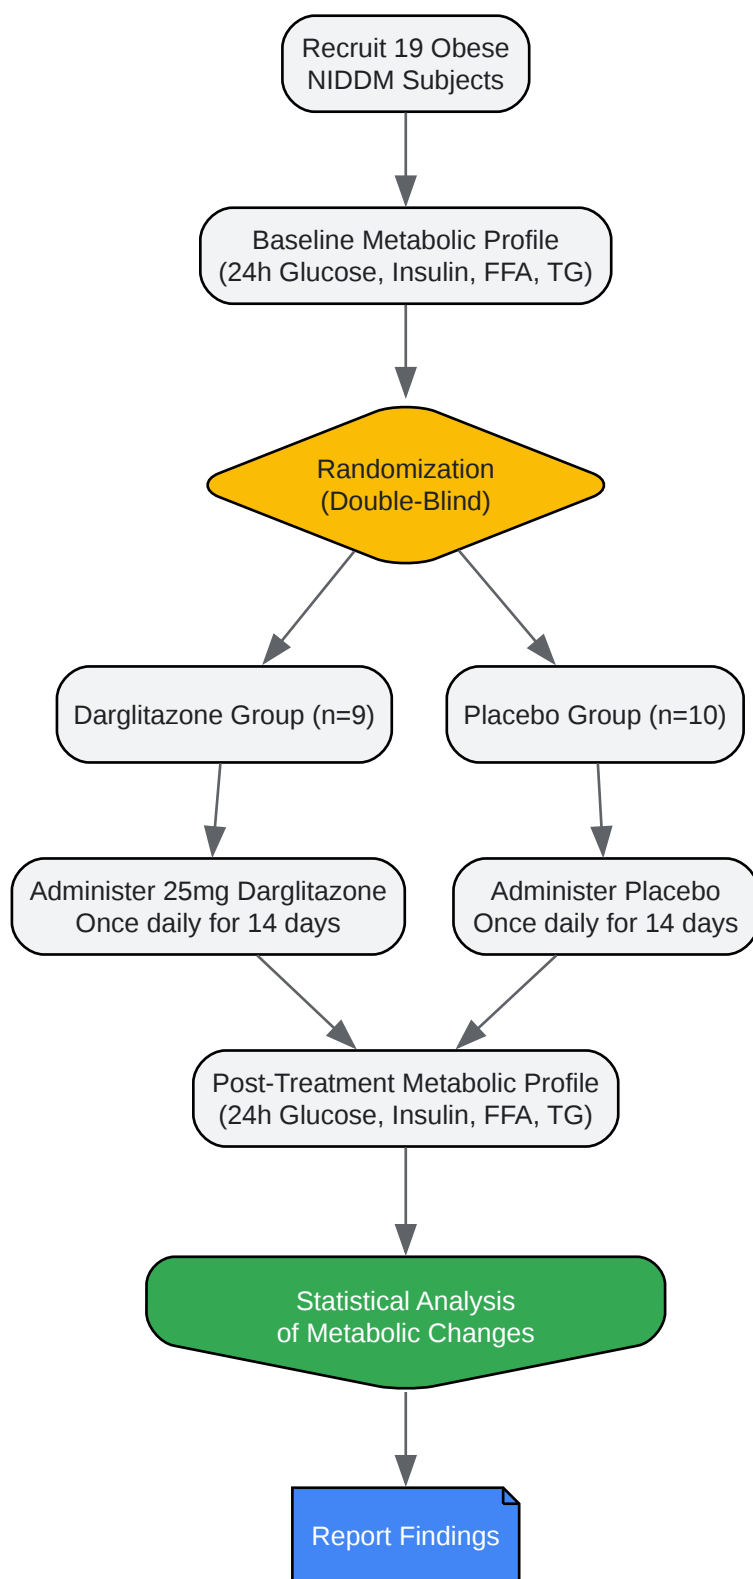 Recruit 19 Obese
NIDDM Subjects
Baseline Metabolic Profile
(24h Glucose, Insulin, FFA, TG)
Randomization
(Double-Blind)
Darglitazone Group (n=9)
Placebo Group (n=10)
Administer 25mg Darglitazone
Once daily for 14 days
Administer Placebo
Once daily for 14 days
Post-Treatment Metabolic Profile
(24h Glucose, Insulin, FFA, TG)
Statistical Analysis
of Metabolic Changes
Report Findings